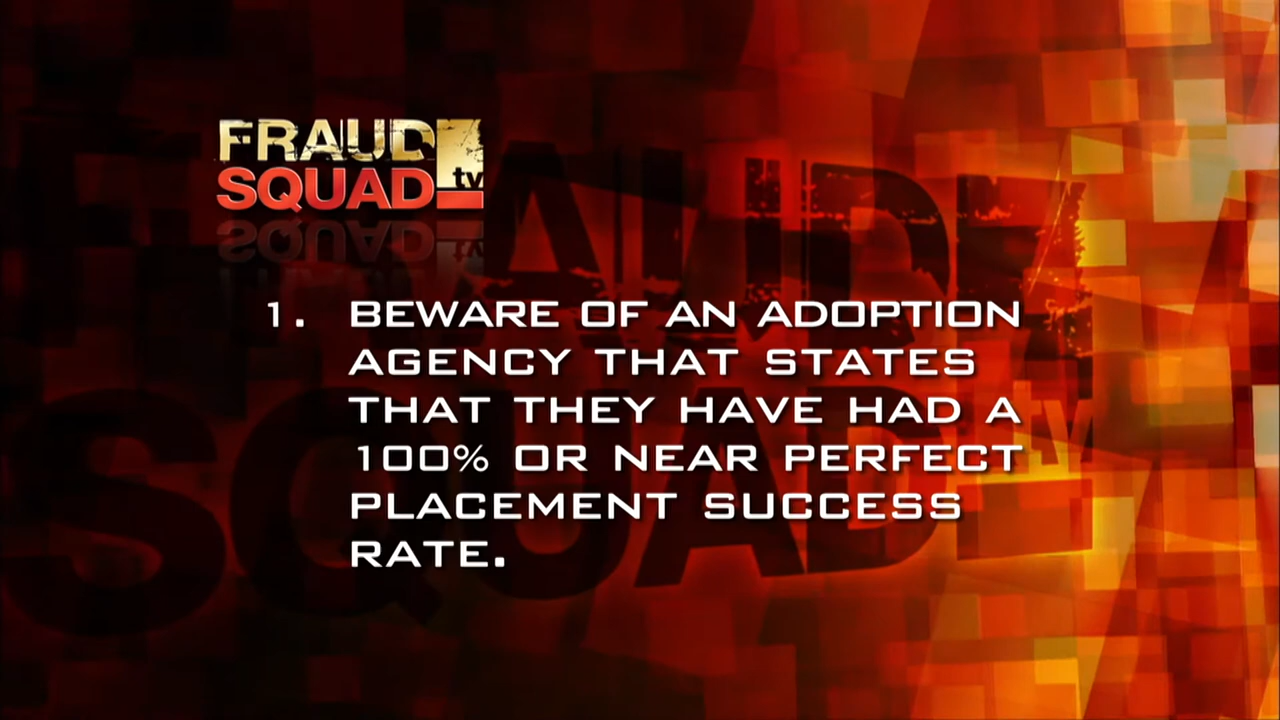 FRAUD
SQUAD
tv
1. BEWARE OF AN ADOPTION
AGENCY THAT STATES
THAT THEY HAVE HAD A
100% OR NEAR PERFECT
PLACEMENT SUCCESS
RATE.